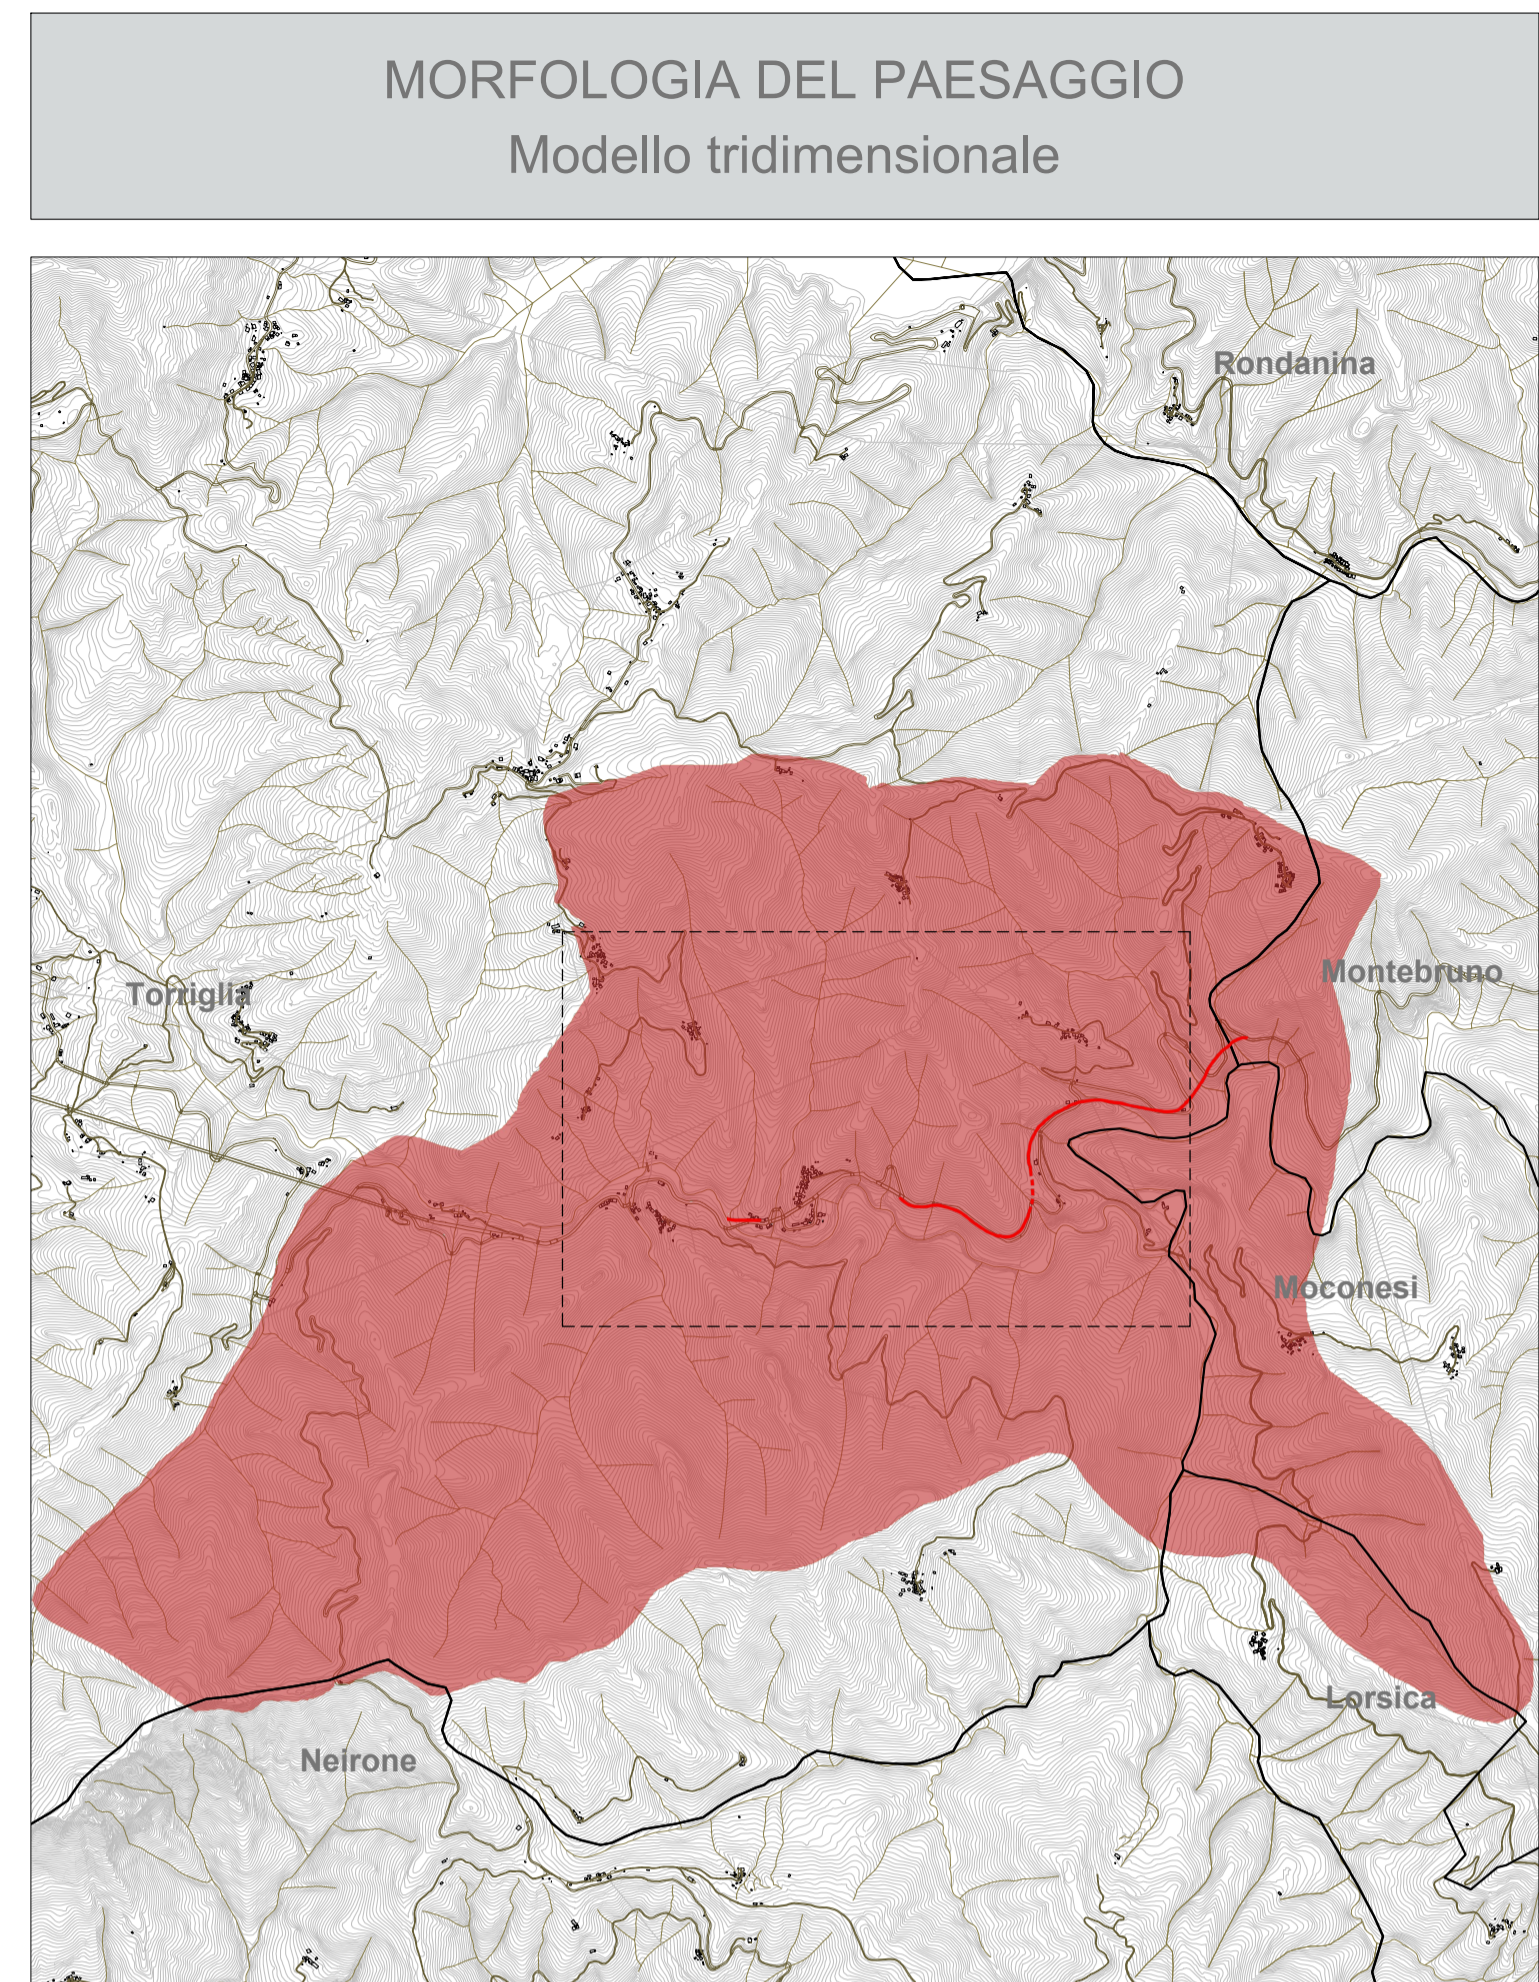 MORFOLOGIA DEL PAESAGGIO
Modello tridimensionale
Rondanina
Montebruno
Torriglia
Moconesi
Lorsica
Neirone